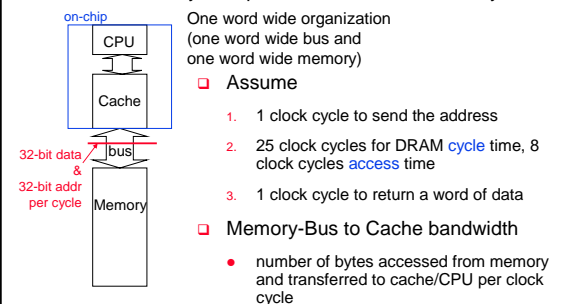 on-chip
CPU
Cache
bus
32-bit data
&
32-bit addr
per cycle
Memory
One word wide organization
(one word wide bus and
one word wide memory)
Assume
1. 1 clock cycle to send the address
2. 25 clock cycles for DRAM cycle time, 8
clock cycles access time
3. 1 clock cycle to return a word of data
Memory-Bus to Cache bandwidth
number of bytes accessed from memory
and transferred to cache/CPU per clock
cycle